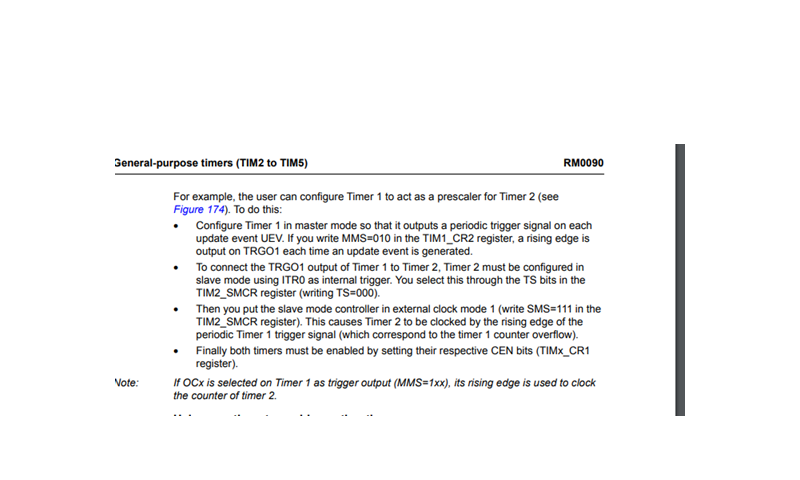 General-purpose timers (TIM2 to TIM5) RM0090
For example, the user can configure Timer 1 to act as a prescaler for Timer 2 (see
Figure 174). To do this:
• Configure Timer 1 in master mode so that it outputs a periodic trigger signal on each
update event UEV. If you write MMS=010 in the TIM1_CR2 register, a rising edge is
output on TRGO1 each time an update event is generated.
• To connect the TRGO1 output of Timer 1 to Timer 2, Timer 2 must be configured in
slave mode using ITR0 as internal trigger. You select this through the TS bits in the
TIM2_SMCR register (writing TS=000).
• Then you put the slave mode controller in external clock mode 1 (write SMS=111 in the
TIM2_SMCR register). This causes Timer 2 to be clocked by the rising edge of the
periodic Timer 1 trigger signal (which correspond to the timer 1 counter overflow).
• Finally both timers must be enabled by setting their respective CEN bits (TIMx_CR1
register).
Note: If OCx is selected on Timer 1 as trigger output (MMS=1xx), its rising edge is used to clock
the counter of timer 2.